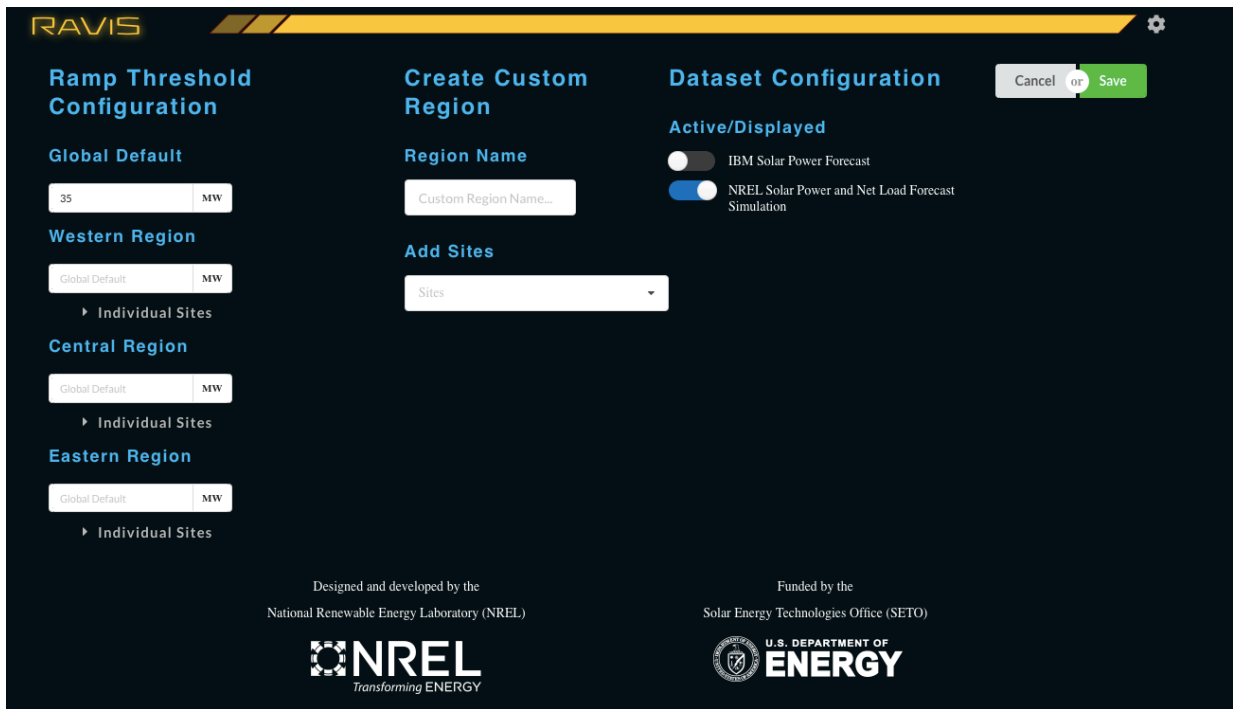 RAVIS
Ramp Threshold
Configuration
Global Default
35 MW
Western Region
Global Default MW
Individual Sites
Central Region
Global Default MW
Individual Sites
Eastern Region
Global Default MW
Individual Sites
Create Custom
Region
Region Name
Custom Region Name...
Add Sites
Sites
Dataset Configuration
Active/Displayed
IBM Solar Power Forecast
NREL Solar Power and Net Load Forecast
Simulation
Cancel or Save
Designed and developed by the
National Renewable Energy Laboratory (NREL)
NREL
Transforming ENERGY
Funded by the
Solar Energy Technologies Office (SETO)
U.S. DEPARTMENT OF
ENERGY